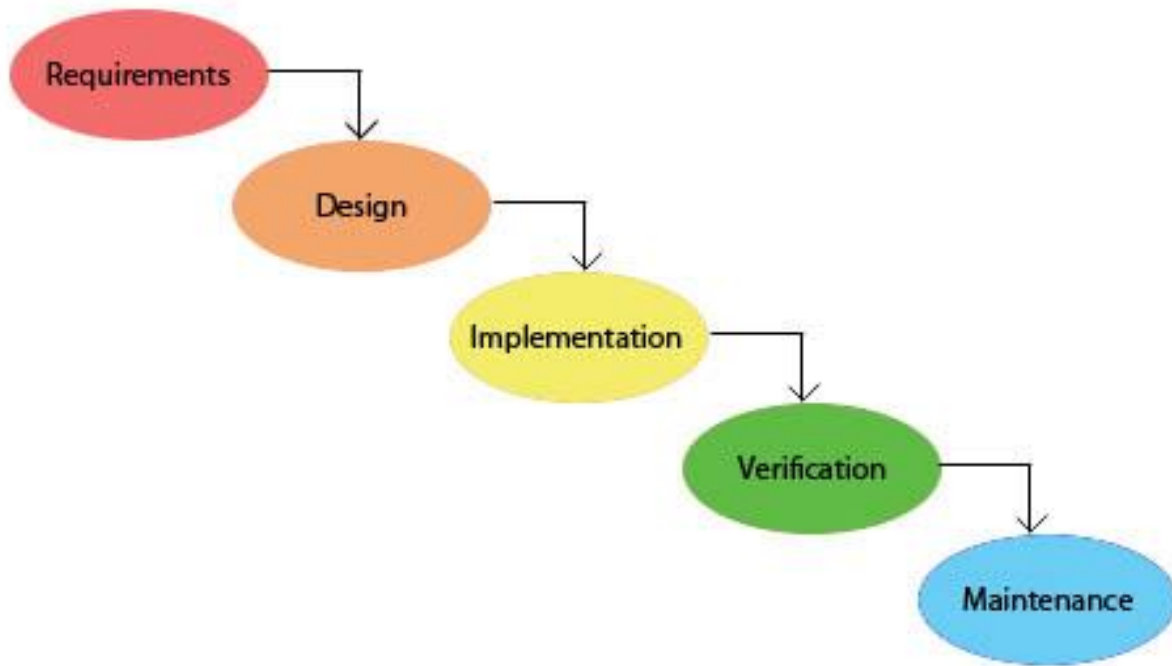 Requirements
Design
Implementation
Verification
Maintenance